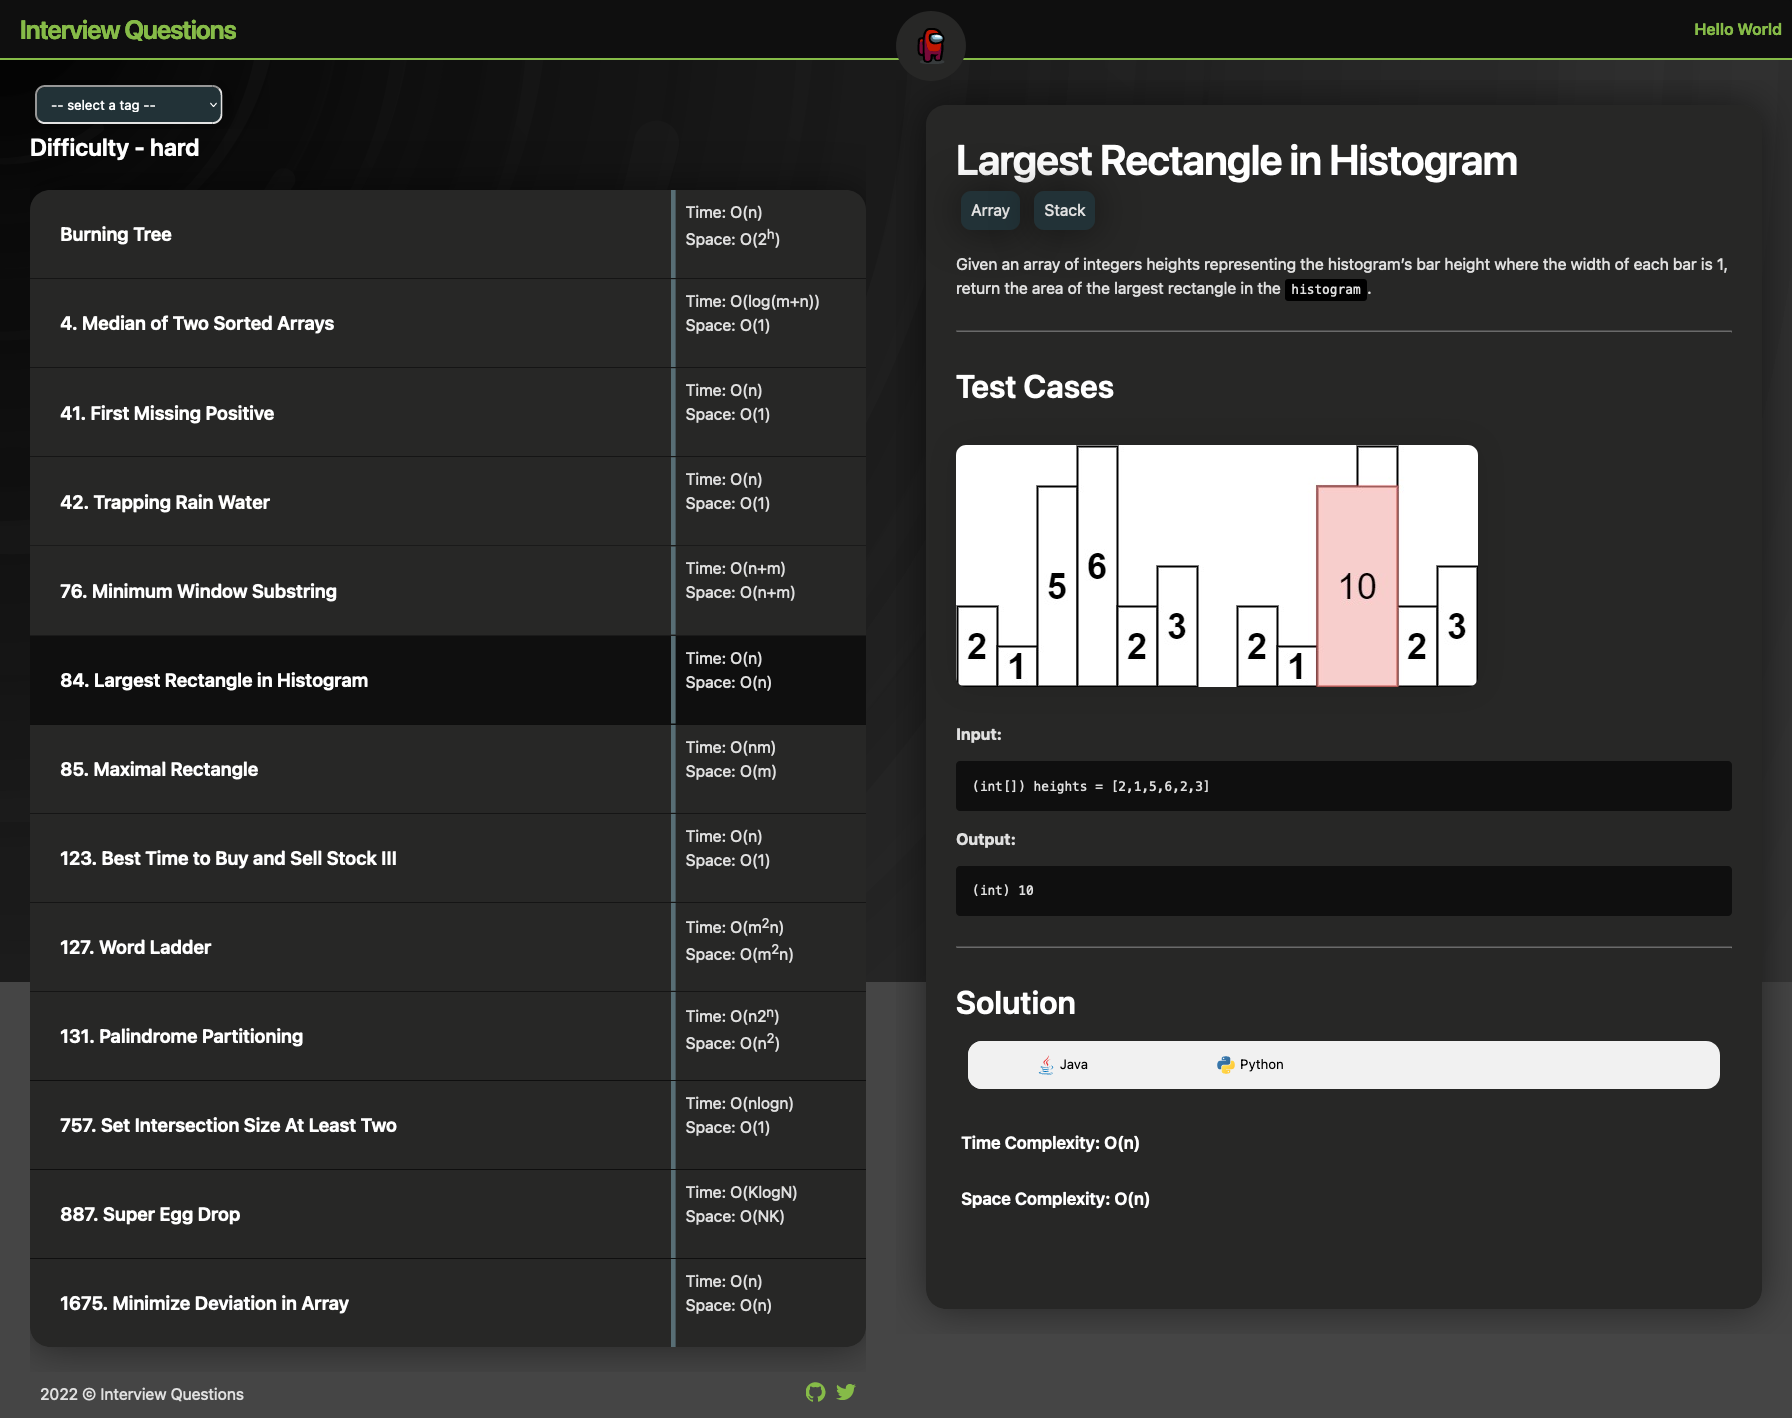 Interview Questions
Hello World
-- select a tag --
Difficulty - hard
Burning Tree
Time: O(n)
Space: O(2^h)
4. Median of Two Sorted Arrays
Time: O(log(m+n))
Space: O(1)
41. First Missing Positive
Time: O(n)
Space: O(1)
42. Trapping Rain Water
Time: O(n)
Space: O(1)
76. Minimum Window Substring
Time: O(n+m)
Space: O(n+m)
84. Largest Rectangle in Histogram
Time: O(n)
Space: O(n)
85. Maximal Rectangle
Time: O(nm)
Space: O(m)
123. Best Time to Buy and Sell Stock III
Time: O(n)
Space: O(1)
127. Word Ladder
Time: O(m²n)
Space: O(m²n)
131. Palindrome Partitioning
Time: O(n2ⁿ)
Space: O(n²)
757. Set Intersection Size At Least Two
Time: O(nlogn)
Space: O(1)
887. Super Egg Drop
Time: O(KlogN)
Space: O(NK)
1675. Minimize Deviation in Array
Time: O(n)
Space: O(n)
2022 © Interview Questions
Largest Rectangle in Histogram
Array Stack
Given an array of integers heights representing the histogram’s bar height where the width of each bar is 1,
return the area of the largest rectangle in the histogram.
Test Cases
2 1 5 6 2 3 2 1 10 2 3
Input:
(int[]) heights = [2,1,5,6,2,3]
Output:
(int) 10
Solution
Java Python
Time Complexity: O(n)
Space Complexity: O(n)